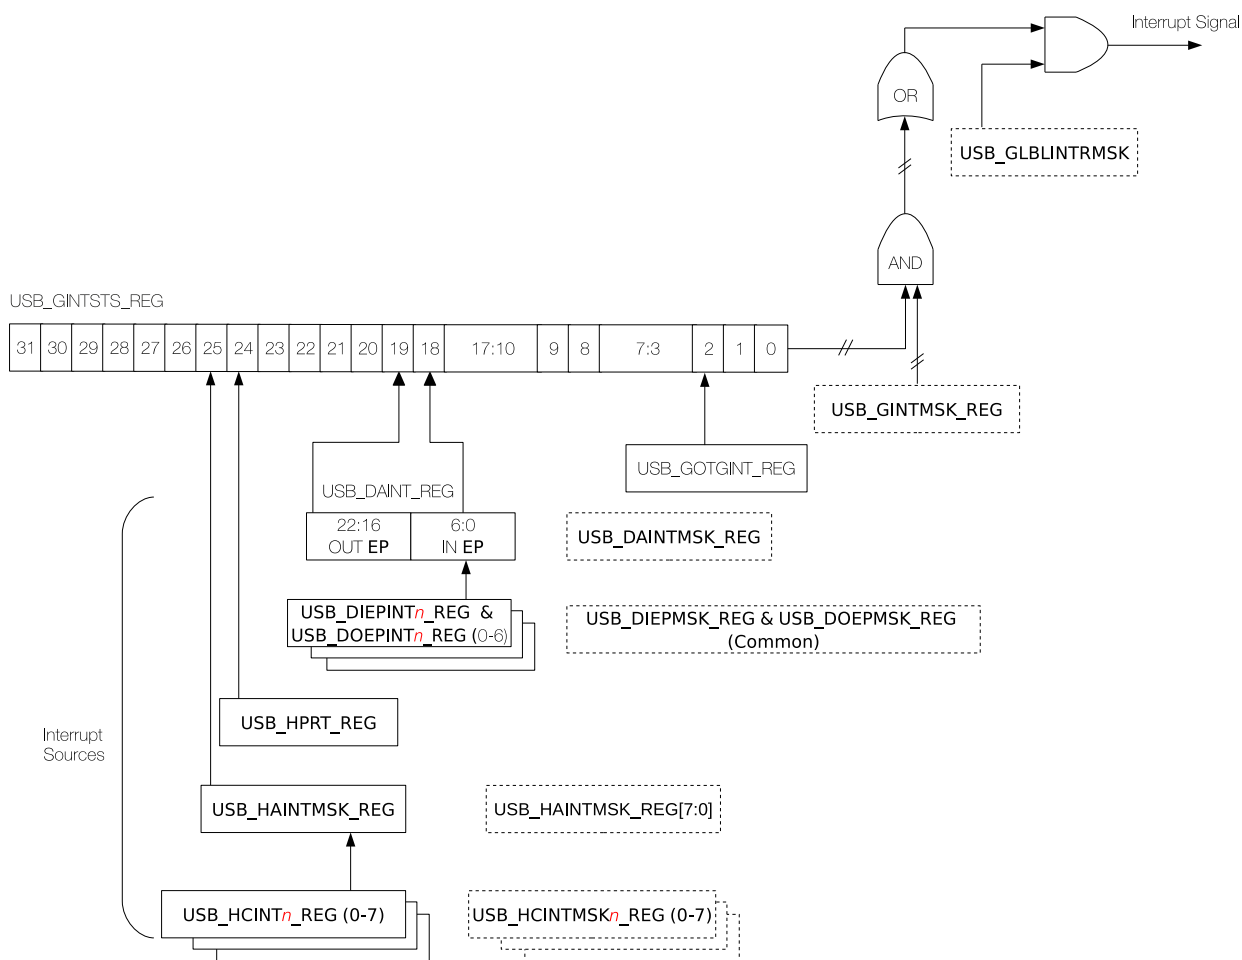 Interrupt Signal
OR
USB_GLBLINTRMSK
AND
USB_GINTSTS_REG
31 30 29 28 27 26 25 24 23 22 21 20 19 18 17:10 9 8 7:3 2 1 0
USB_GINTMSK_REG
USB_GOTGINT_REG
USB_DAINT_REG
22:16
OUT EP
6:0
IN EP
USB_DAINTMSK_REG
USB_DIEPINTn_REG &
USB_DOEPINTn_REG (0-6)
USB_DIEPMSK_REG & USB_DOEPMSK_REG
(Common)
USB_HPRT_REG
Interrupt
Sources
USB_HAINTMSK_REG
USB_HAINTMSK_REG[7:0]
USB_HCINTn_REG (0-7)
USB_HCINTMSKn_REG (0-7)